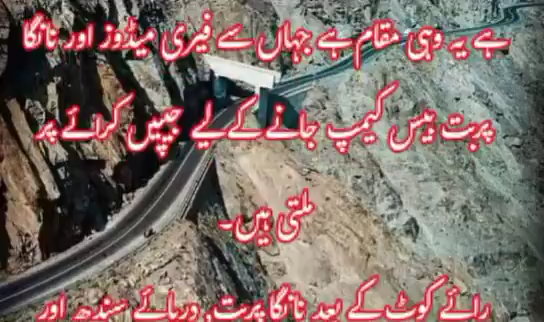 ہے یہ وہی مقام ہے جہاں سے فیری میڈوز اور نانگا
پربت بیس کیمپ جانے کے لیے جیپیں کرائے پر
ملتی ہیں۔
رائے کوٹ کے بعد نانگا پربت, دریائے سندھ اور